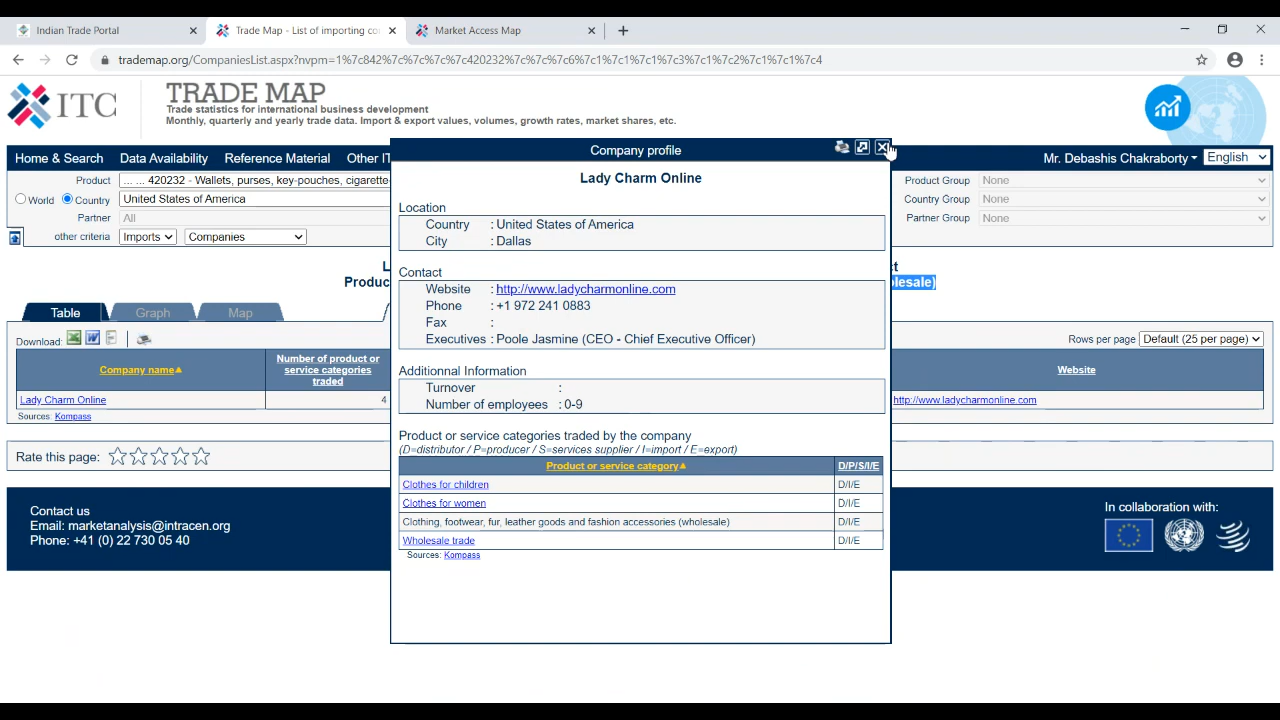 Indian Trade Portal
Trade Map - List of importing co
Market Access Map
trademap.org/CompaniesList.aspx?nvpm=1%7c842%7c%7c%7c%7c420232%7c%7c%7c6%7c1%7c1%7c1%7c3%7c1%7c2%7c1%7c1%7c4
ITC
TRADE MAP
Trade statistics for international business development
Monthly, quarterly and yearly trade data. Import & export values, volumes, growth rates, market shares, etc.
Home & Search Data Availability Reference Material Other IT
Mr. Debashis Chakraborty
English
Product ... ... 420232 - Wallets, purses, key-pouches, cigarette-
World Country United States of America
Partner All
other criteria Imports Companies
Product Group None
Country Group None
Partner Group None
L
ct
Produc
olesale)
Table Graph Map
Download:
Rows per page Default (25 per page)
Company name
Number of product or
service categories
traded
Website
Lady Charm Online 4 http://www.ladycharmonline.com
Sources: Kompass
Rate this page:
Contact us
Email: marketanalysis@intracen.org
Phone: +41 (0) 22 730 05 40
In collaboration with:
Company profile
Lady Charm Online
Location
Country : United States of America
City : Dallas
Contact
Website : http://www.ladycharmonline.com
Phone : +1 972 241 0883
Fax :
Executives : Poole Jasmine (CEO - Chief Executive Officer)
Additionnal Information
Turnover :
Number of employees : 0-9
Product or service categories traded by the company
(D=distributor / P=producer / S=services supplier / I=import / E=export)
Product or service category D/P/S/I/E
Clothes for children D/I/E
Clothes for women D/I/E
Clothing, footwear, fur, leather goods and fashion accessories (wholesale) D/I/E
Wholesale trade D/I/E
Sources: Kompass